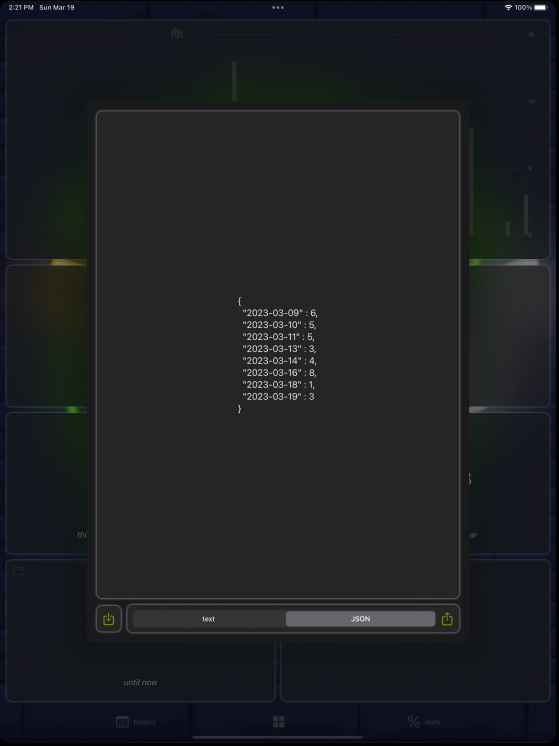 2:21 PM Sun Mar 19
100%
15
10
5
0
{
"2023-03-09" : 6,
"2023-03-10" : 5,
"2023-03-11" : 5,
"2023-03-13" : 3,
"2023-03-14" : 4,
"2023-03-16" : 8,
"2023-03-18" : 1,
"2023-03-19" : 3
}
text
JSON
until now
history
stats